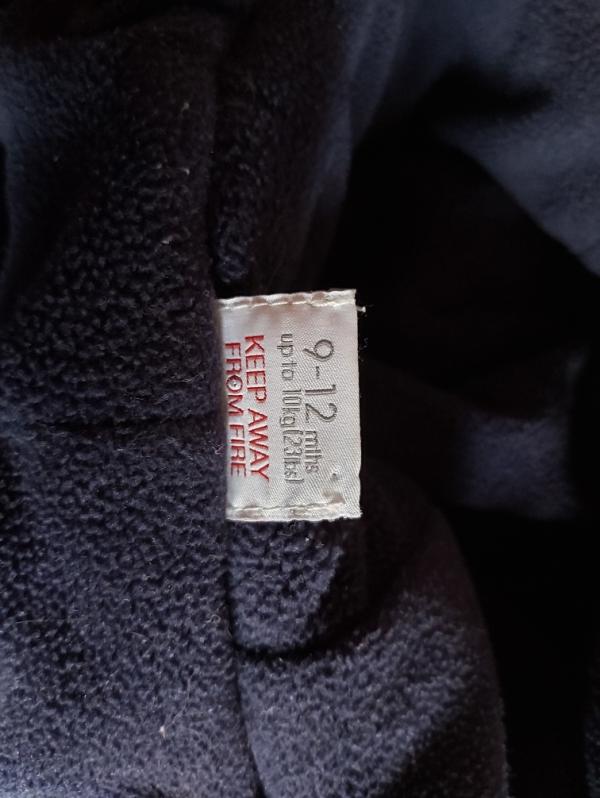 9-12 mths
up to 10kg (23lbs)
KEEP AWAY
FROM FIRE